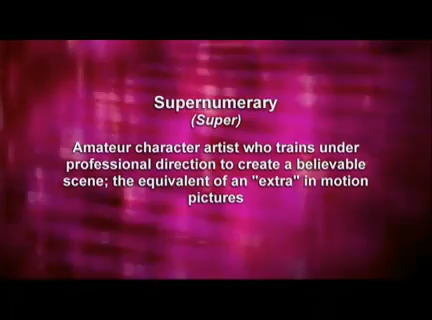 Supernumerary
(Super)
Amateur character artist who trains under
professional direction to create a believable
scene; the equivalent of an "extra" in motion
pictures